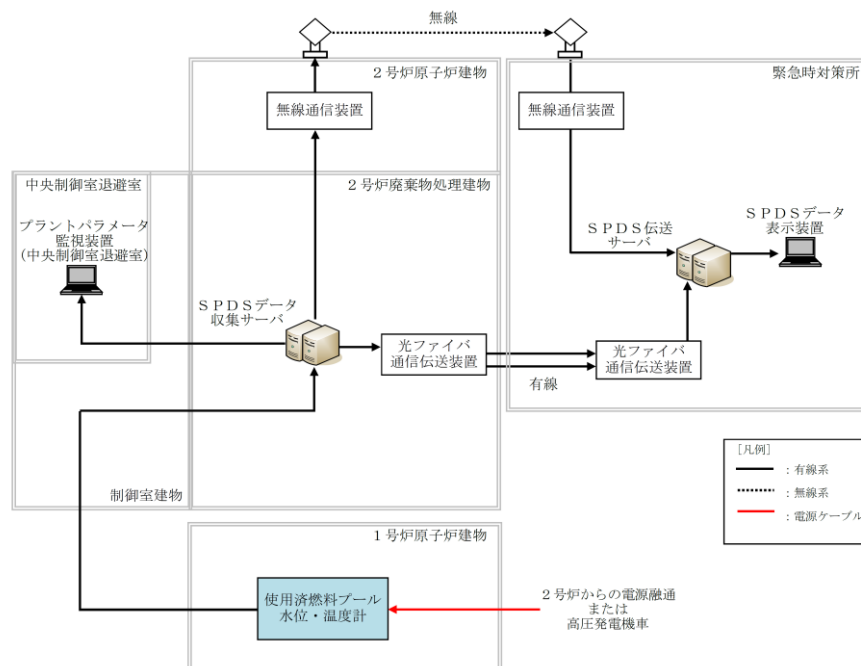 無線
２号炉原子炉建物
緊急時対策所
無線通信装置
無線通信装置
中央制御室退避室
２号炉廃棄物処理建物
プラントパラメータ
監視装置
(中央制御室退避室)
ＳＰＤＳ伝送
サーバ
ＳＰＤＳデータ
表示装置
ＳＰＤＳデータ
収集サーバ
光ファイバ
通信伝送装置
光ファイバ
通信伝送装置
有線
制御室建物
[凡例]
：有線系
：無線系
：電源ケーブル
１号炉原子炉建物
使用済燃料プール
水位・温度計
２号炉からの電源融通
または
高圧発電機車